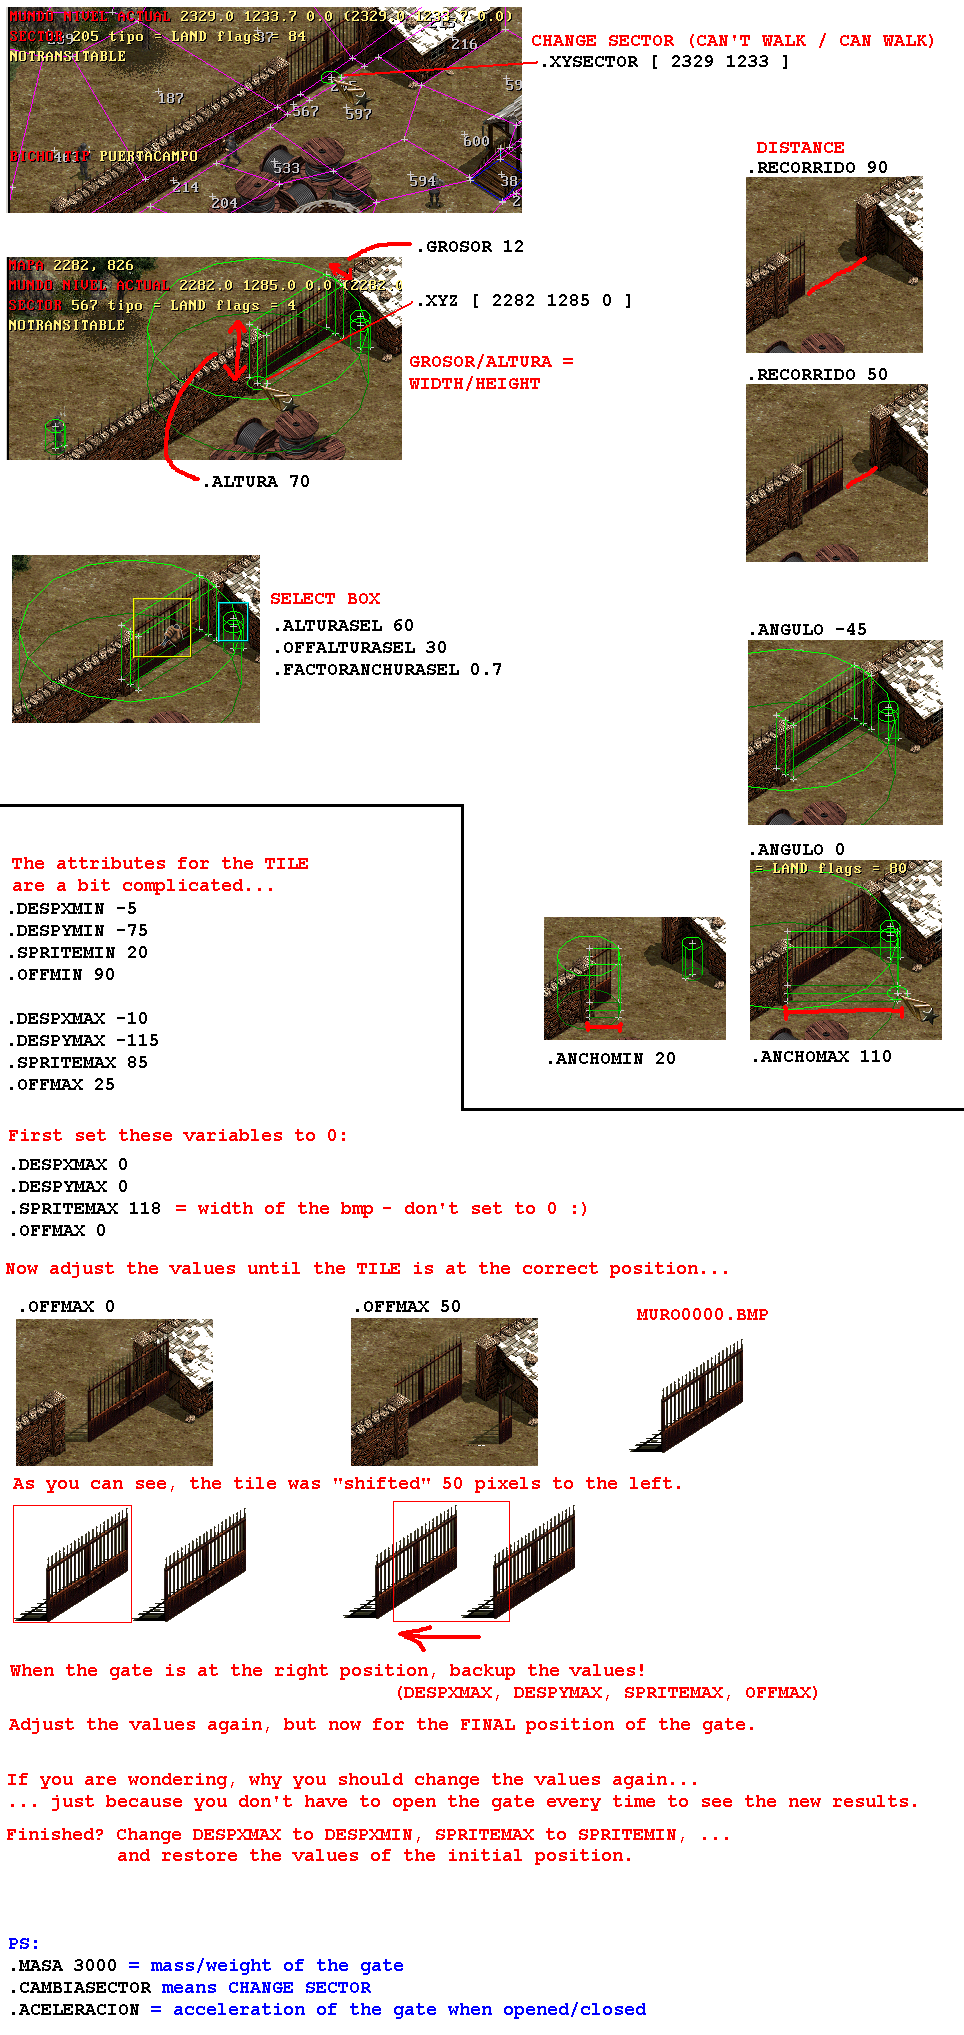 MUNDO NIVEL ACTUAL 2329.0 1233.7 0.0 (2329.0 1233.7 0.0)
SECTOR 205 tipo = LAND flags = 84
NOTRANSITABLE
216
187
567
597
600
533
594
38
214
204
PUERTACAMPO
CHANGE SECTOR (CAN'T WALK / CAN WALK)
.XYSECTOR [ 2329 1233 ]
DISTANCE
.RECORRIDO 90
.GROSOR 12
MAPA 2282, 826
MUNDO NIVEL ACTUAL 2282.0 1285.0 0.0 (2282.0
SECTOR 567 tipo = LAND flags = 4
NOTRANSITABLE
.XYZ [ 2282 1285 0 ]
GROSOR/ALTURA =
WIDTH/HEIGHT
.RECORRIDO 50
.ALTURA 70
SELECT BOX
.ALTURASEL 60
.OFFALTURASEL 30
.FACTORANCHURASEL 0.7
.ANGULO -45
.ANGULO 0
= LAND flags = 80
.ANCHOMIN 20
.ANCHOMAX 110
The attributes for the TILE
are a bit complicated...
.DESPXMIN -5
.DESPYMIN -75
.SPRITEMIN 20
.OFFMIN 90
.DESPXMAX -10
.DESPYMAX -115
.SPRITEMAX 85
.OFFMAX 25
First set these variables to 0:
.DESPXMAX 0
.DESPYMAX 0
.SPRITEMAX 118 = width of the bmp - don't set to 0 :)
.OFFMAX 0
Now adjust the values until the TILE is at the correct position...
.OFFMAX 0
.OFFMAX 50
MURO0000.BMP
As you can see, the tile was "shifted" 50 pixels to the left.
When the gate is at the right position, backup the values!
(DESPXMAX, DESPYMAX, SPRITEMAX, OFFMAX)
Adjust the values again, but now for the FINAL position of the gate.
If you are wondering, why you should change the values again...
... just because you don't have to open the gate every time to see the new results.
Finished? Change DESPXMAX to DESPXMIN, SPRITEMAX to SPRITEMIN, ...
and restore the values of the initial position.
PS:
.MASA 3000 = mass/weight of the gate
.CAMBIASECTOR means CHANGE SECTOR
.ACELERACION = acceleration of the gate when opened/closed